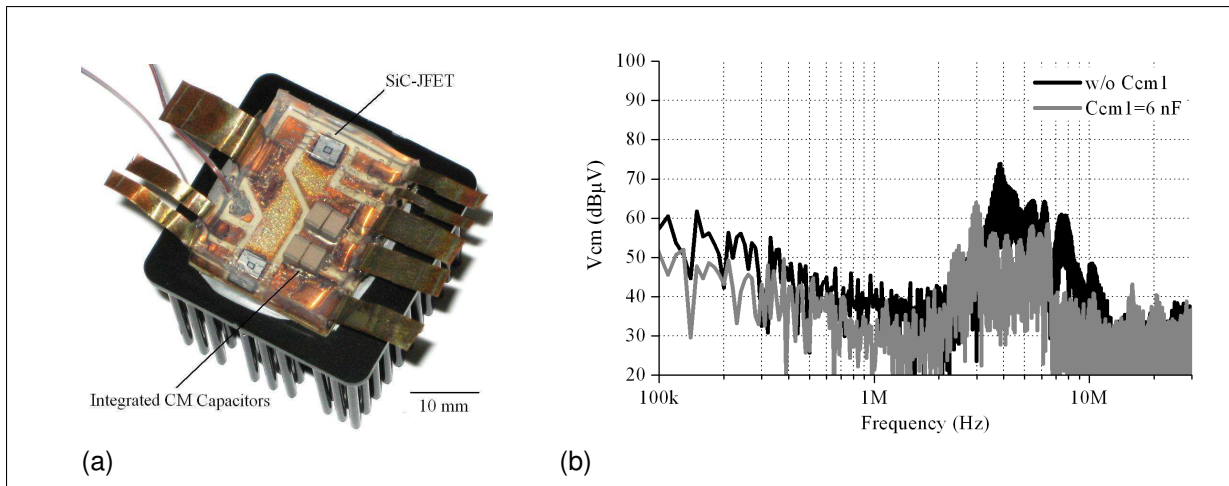 SiC-JFET
Integrated CM Capacitors
10 mm
(a)
Vcm (dBµV)
100
90
80
70
60
50
40
30
20
w/o Ccm1
Ccm1=6 nF
100k
1M
10M
Frequency (Hz)
(b)